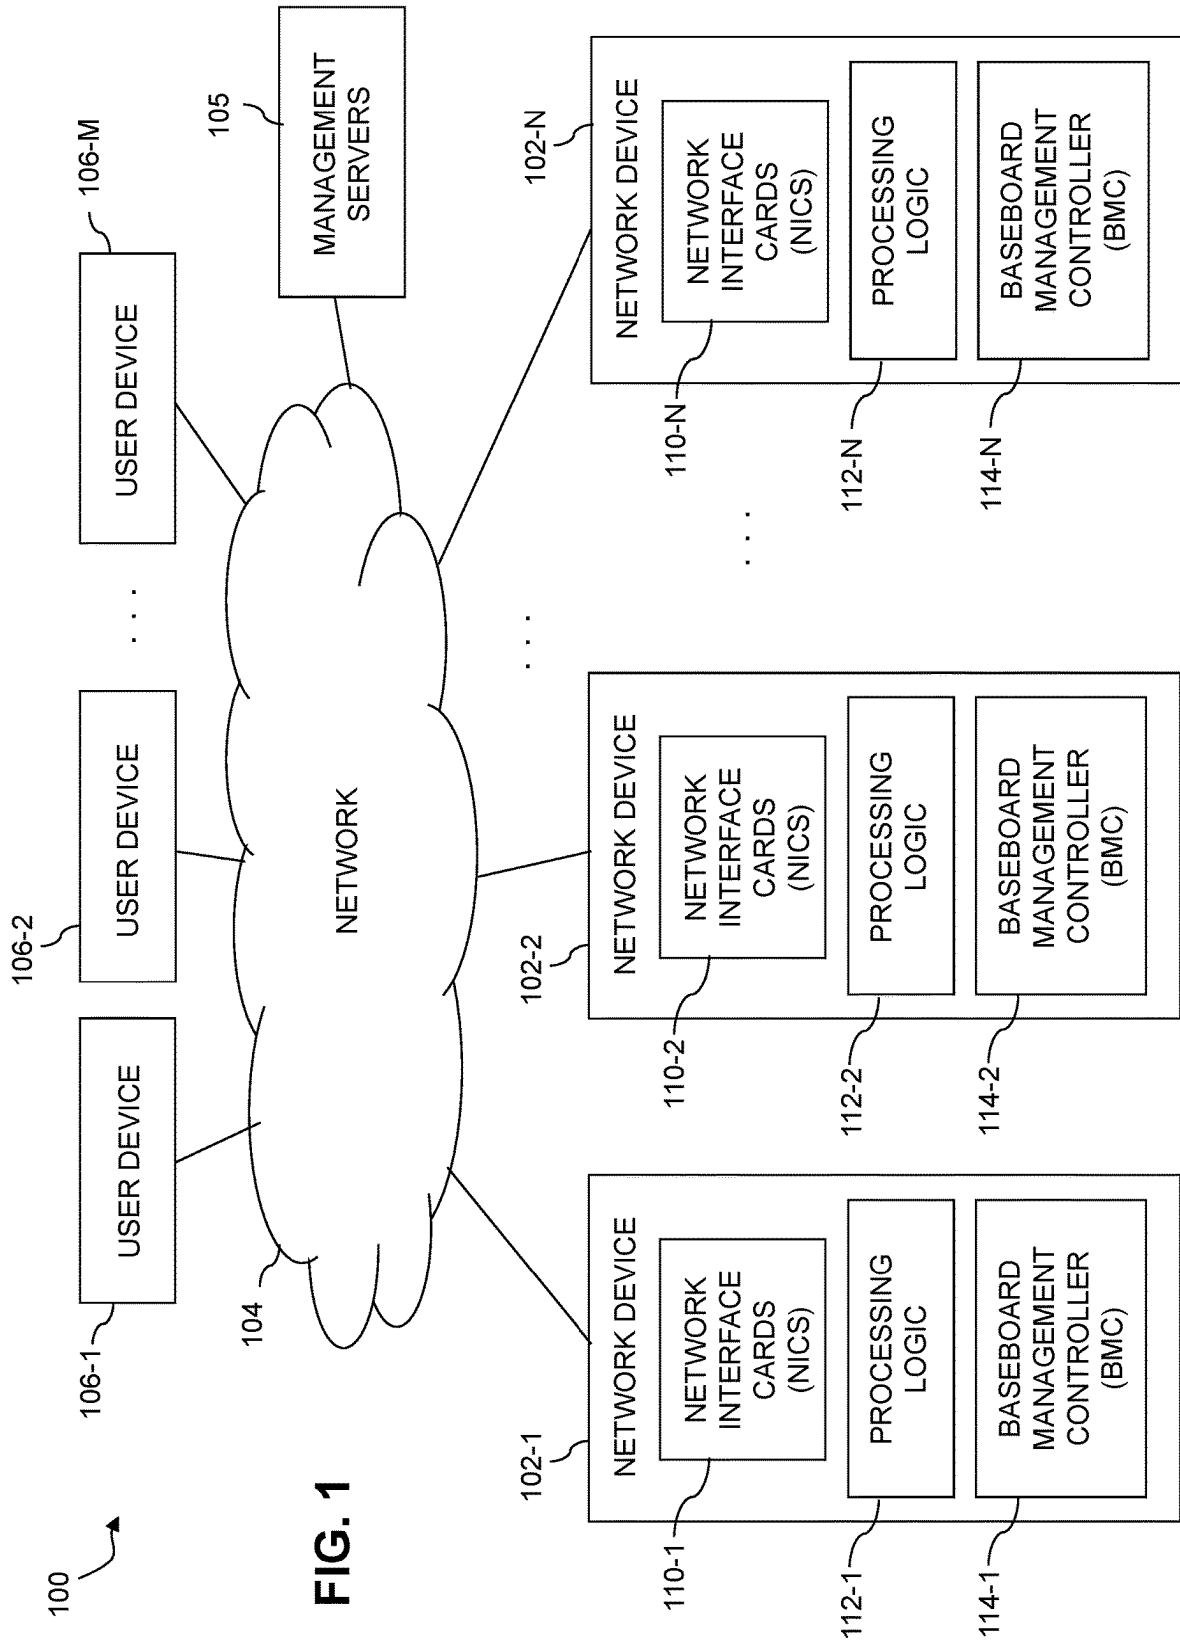 100
FIG. 1
106-1
USER DEVICE
106-2
USER DEVICE
. . .
106-M
USER DEVICE
105
MANAGEMENT
SERVERS
104
NETWORK
. . .
102-1
NETWORK DEVICE
110-1
NETWORK
INTERFACE
CARDS
(NICS)
112-1
PROCESSING
LOGIC
114-1
BASEBOARD
MANAGEMENT
CONTROLLER
(BMC)
102-2
NETWORK DEVICE
110-2
NETWORK
INTERFACE
CARDS
(NICS)
112-2
PROCESSING
LOGIC
114-2
BASEBOARD
MANAGEMENT
CONTROLLER
(BMC)
. . .
102-N
NETWORK DEVICE
110-N
NETWORK
INTERFACE
CARDS
(NICS)
112-N
PROCESSING
LOGIC
114-N
BASEBOARD
MANAGEMENT
CONTROLLER
(BMC)